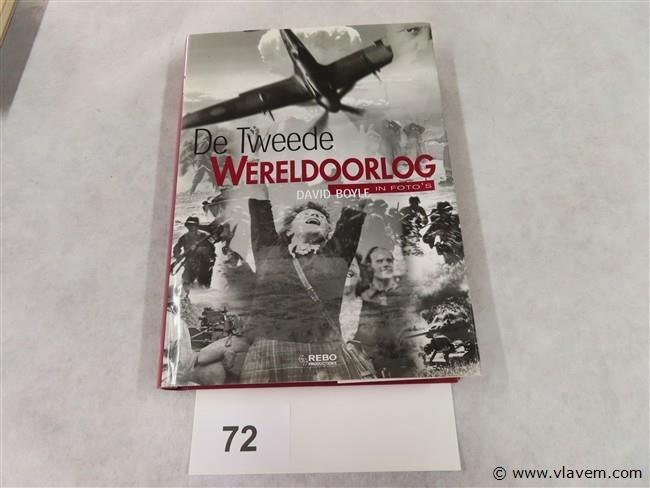 De Tweede
WERELDOORLOG
IN FOTO'S
DAVID BOYLE
REBO
PRODUCTIONS
72
© www.vlavem.com